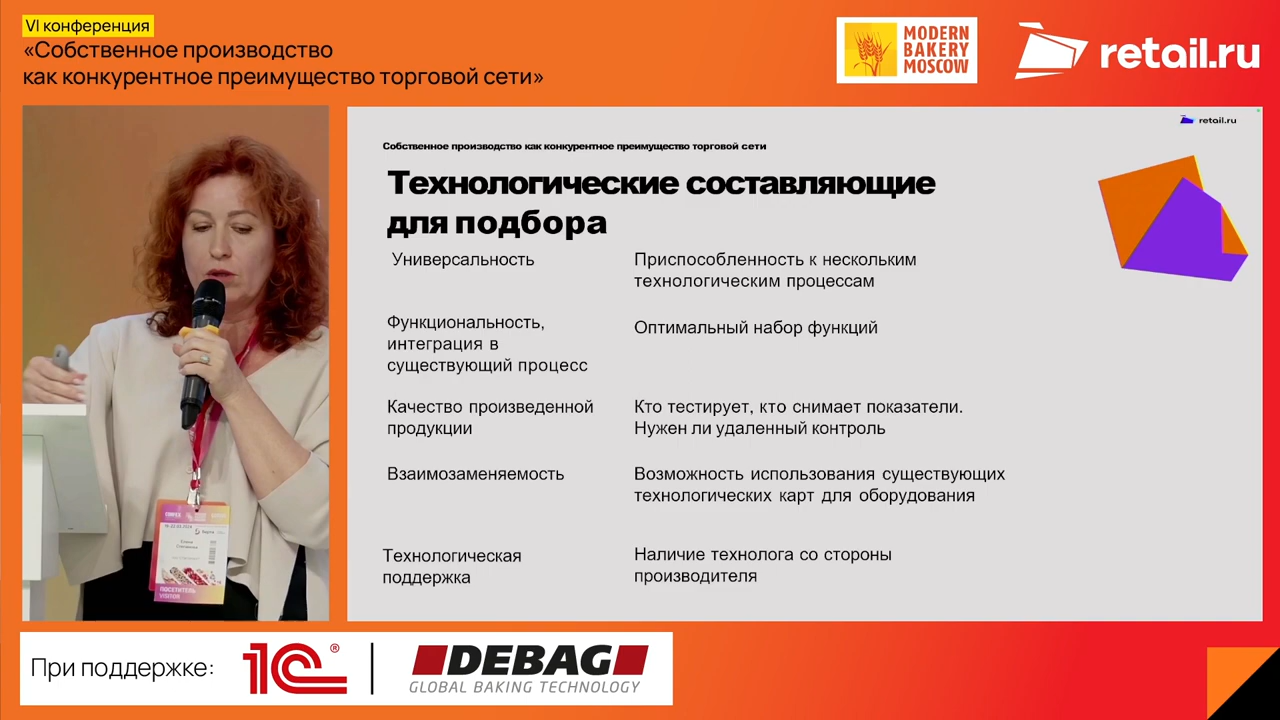 VI конференция
«Собственное производство
как конкурентное преимущество торговой сети»
MODERN
BAKERY
MOSCOW
retail.ru
retail.ru
Собственное производство как конкурентное преимущество торговой сети
Технологические составляющие
для подбора
Универсальность
Приспособленность к нескольким
технологическим процессам
Функциональность,
интеграция в
существующий процесс
Оптимальный набор функций
Качество произведенной
продукции
Кто тестирует, кто снимает показатели.
Нужен ли удаленный контроль
Взаимозаменяемость
Возможность использования существующих
технологических карт для оборудования
Технологическая
поддержка
Наличие технолога со стороны
производителя
ПОСЕТИТЕЛЬ
VISITOR
При поддержке:
1С®
DEBAG
GLOBAL BAKING TECHNOLOGY